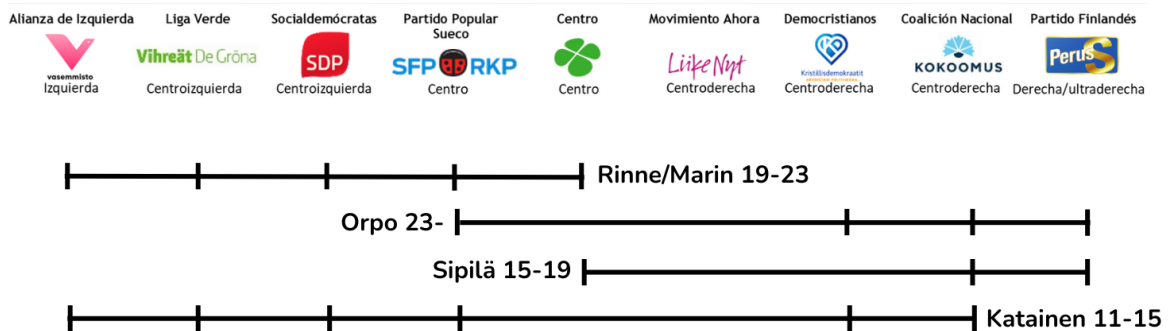 Alianza de Izquierda
Liga Verde
Socialdemócratas
Partido Popular
Sueco
Centro
Movimiento Ahora
Democristianos
Coalición Nacional
Partido Finlandés
vasemmisto
Vihreät De Gröna
SDP
SFP RKP
Liike Nyt
KD
Kristillisdemokraatit
KOKOOMUS
PeruS
Izquierda
Centroizquierda
Centroizquierda
Centro
Centro
Centroderecha
Centroderecha
Centroderecha
Derecha/ultraderecha
Rinne/Marin 19-23
Orpo 23-
Sipilä 15-19
Katainen 11-15